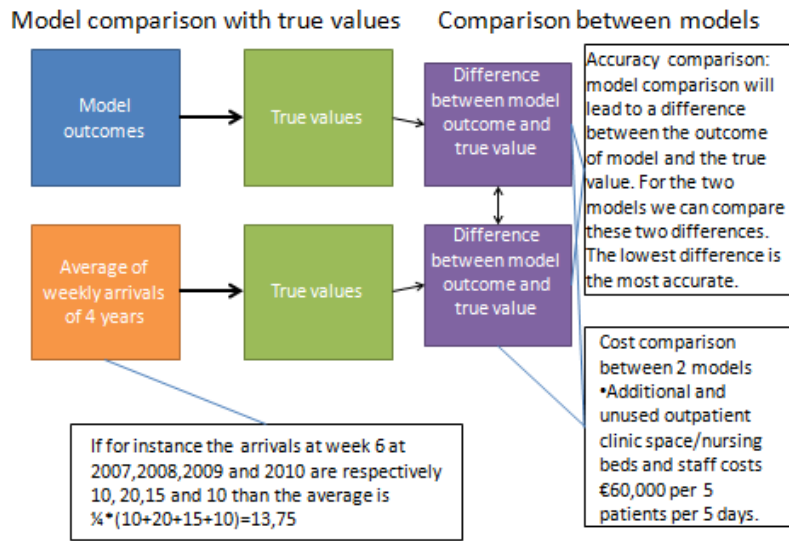 Model comparison with true values
Comparison between models
Model
outcomes
True values
Difference
between model
outcome and
true value
Accuracy comparison:
model comparison will
lead to a difference
between the outcome
of model and the true
value. For the two
models we can compare
these two differences.
The lowest difference is
the most accurate.
Average of
weekly arrivals
of 4 years
True values
Difference
between model
outcome and
true value
Cost comparison
between 2 models
•Additional and
unused outpatient
clinic space/nursing
beds and staff costs
€60,000 per 5
patients per 5 days.
If for instance the arrivals at week 6 at
2007,2008,2009 and 2010 are respectively
10, 20,15 and 10 than the average is
¼*(10+20+15+10)=13,75